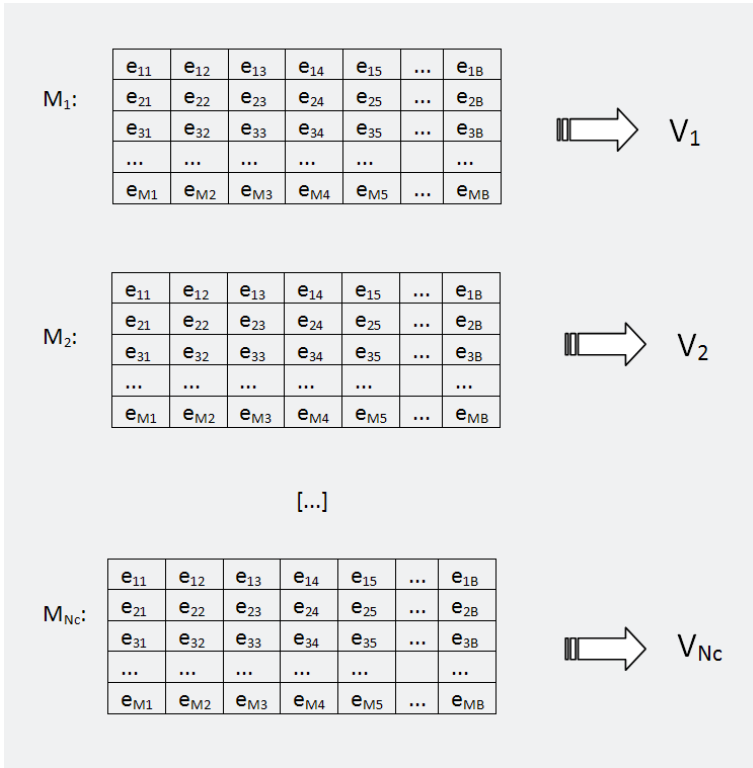 e₁₁ e₁₂ e₁₃ e₁₄ e₁₅ ... e₁B
M₁: e₂₁ e₂₂ e₂₃ e₂₄ e₂₅ ... e₂B
e₃₁ e₃₂ e₃₃ e₃₄ e₃₅ ... e₃B V₁
... ... ... ... ... ...
eM₁ eM₂ eM₃ eM₄ eM₅ ... eMB
e₁₁ e₁₂ e₁₃ e₁₄ e₁₅ ... e₁B
M₂: e₂₁ e₂₂ e₂₃ e₂₄ e₂₅ ... e₂B
e₃₁ e₃₂ e₃₃ e₃₄ e₃₅ ... e₃B V₂
... ... ... ... ... ...
eM₁ eM₂ eM₃ eM₄ eM₅ ... eMB
[...]
e₁₁ e₁₂ e₁₃ e₁₄ e₁₅ ... e₁B
MNc: e₂₁ e₂₂ e₂₃ e₂₄ e₂₅ ... e₂B
e₃₁ e₃₂ e₃₃ e₃₄ e₃₅ ... e₃B VNc
... ... ... ... ... ...
eM₁ eM₂ eM₃ eM₄ eM₅ ... eMB